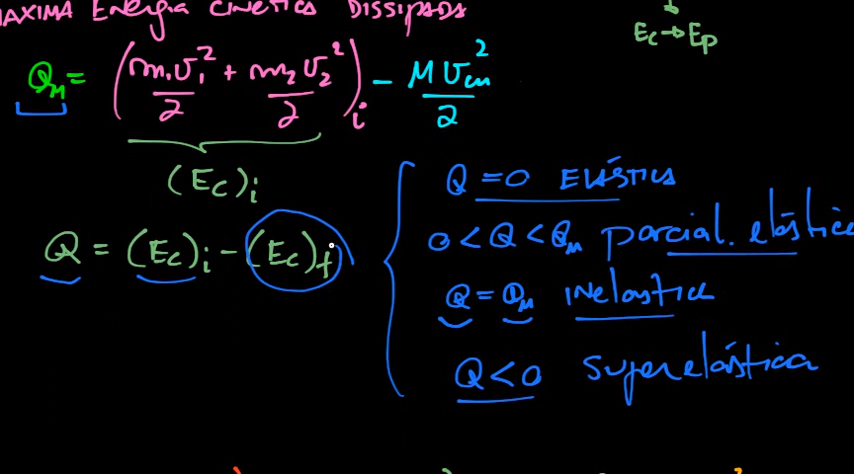 MAXIMA Energia cinética DISSIPADA
Ec → Ep
Q_M = (m₁v₁²/2 + m₂v₂²/2)_i − Mv_cm²/2
(Ec)_i
Q = (Ec)_i − (Ec)_f
Q = 0 ELÁSTICA
0 < Q < Q_M parcial. elástica
Q = Q_M INelastica
Q < 0 superelástica